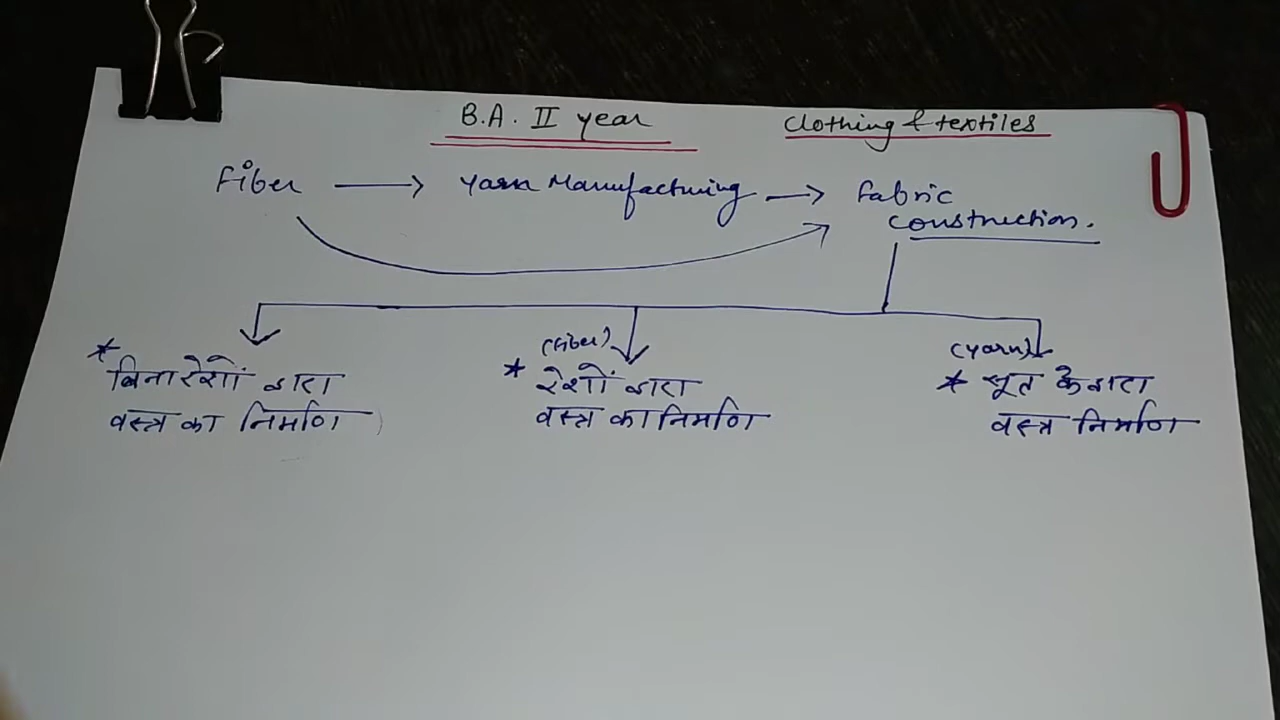 B.A. II year
clothing & textiles
Fiber → Yarn Manufacturing → Fabric
construction.
* बिना रेशों द्वारा
वस्त्र का निर्माण
(Fiber)
* रेशों द्वारा
वस्त्र का निर्माण
(Yarn)
* सूत के द्वारा
वस्त्र निर्माण